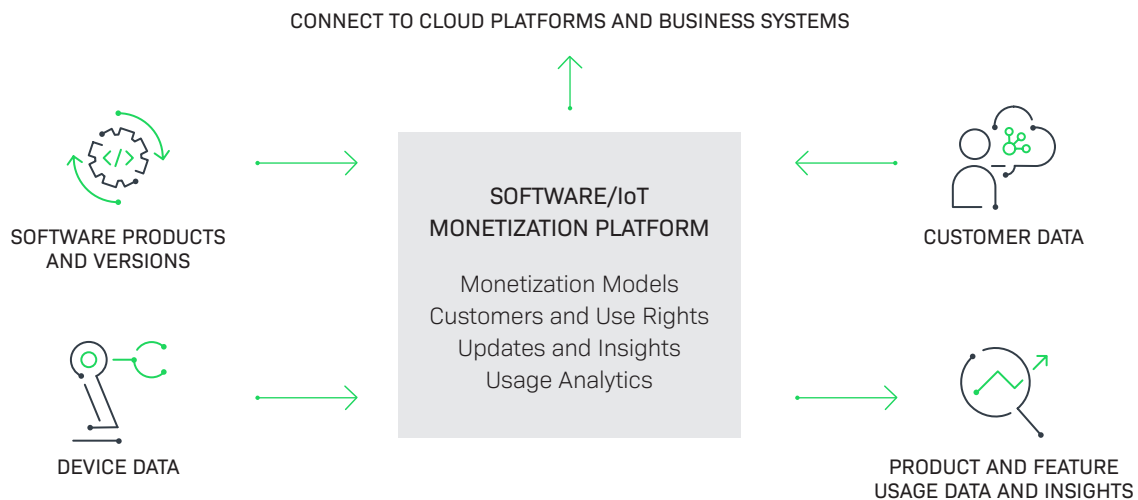 CONNECT TO CLOUD PLATFORMS AND BUSINESS SYSTEMS
</>
SOFTWARE PRODUCTS
AND VERSIONS
DEVICE DATA
SOFTWARE/IoT
MONETIZATION PLATFORM
Monetization Models
Customers and Use Rights
Updates and Insights
Usage Analytics
CUSTOMER DATA
PRODUCT AND FEATURE
USAGE DATA AND INSIGHTS